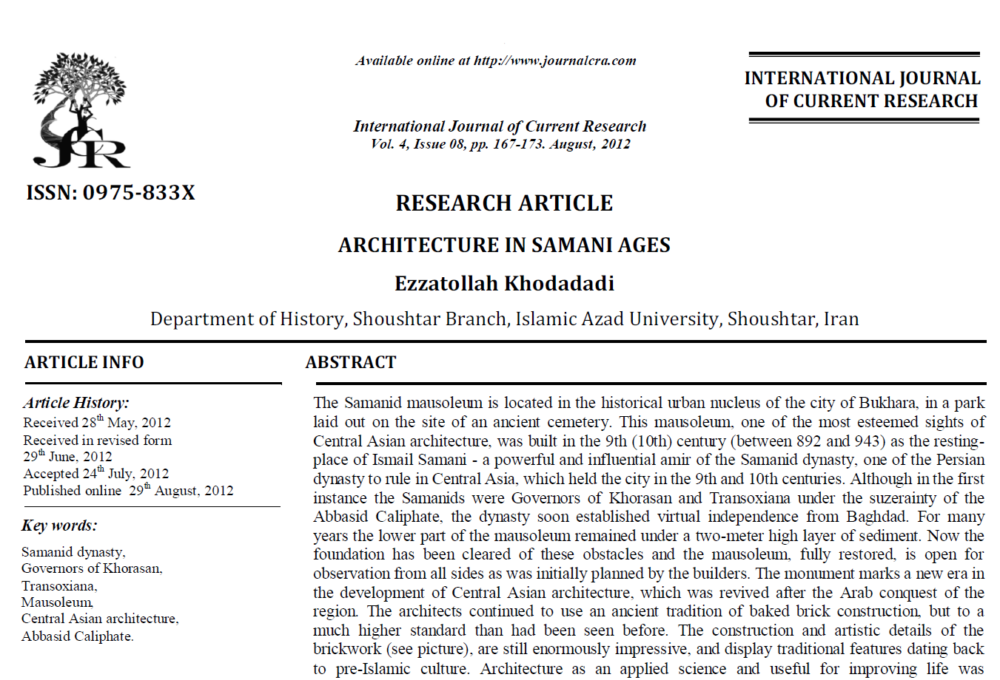 Available online at http://www.journalcra.com
INTERNATIONAL JOURNAL
OF CURRENT RESEARCH
International Journal of Current Research
Vol. 4, Issue 08, pp. 167-173. August, 2012
JCR
ISSN: 0975-833X
RESEARCH ARTICLE
ARCHITECTURE IN SAMANI AGES
Ezzatollah Khodadadi
Department of History, Shoushtar Branch, Islamic Azad University, Shoushtar, Iran
ARTICLE INFO
Article History:
Received 28th May, 2012
Received in revised form
29th June, 2012
Accepted 24th July, 2012
Published online 29th August, 2012
Key words:
Samanid dynasty,
Governors of Khorasan,
Transoxiana,
Mausoleum,
Central Asian architecture,
Abbasid Caliphate.
ABSTRACT
The Samanid mausoleum is located in the historical urban nucleus of the city of Bukhara, in a park
laid out on the site of an ancient cemetery. This mausoleum, one of the most esteemed sights of
Central Asian architecture, was built in the 9th (10th) century (between 892 and 943) as the resting-
place of Ismail Samani - a powerful and influential amir of the Samanid dynasty, one of the Persian
dynasty to rule in Central Asia, which held the city in the 9th and 10th centuries. Although in the first
instance the Samanids were Governors of Khorasan and Transoxiana under the suzerainty of the
Abbasid Caliphate, the dynasty soon established virtual independence from Baghdad. For many
years the lower part of the mausoleum remained under a two-meter high layer of sediment. Now the
foundation has been cleared of these obstacles and the mausoleum, fully restored, is open for
observation from all sides as was initially planned by the builders. The monument marks a new era in
the development of Central Asian architecture, which was revived after the Arab conquest of the
region. The architects continued to use an ancient tradition of baked brick construction, but to a
much higher standard than had been seen before. The construction and artistic details of the
brickwork (see picture), are still enormously impressive, and display traditional features dating back
to pre-Islamic culture. Architecture as an applied science and useful for improving life was